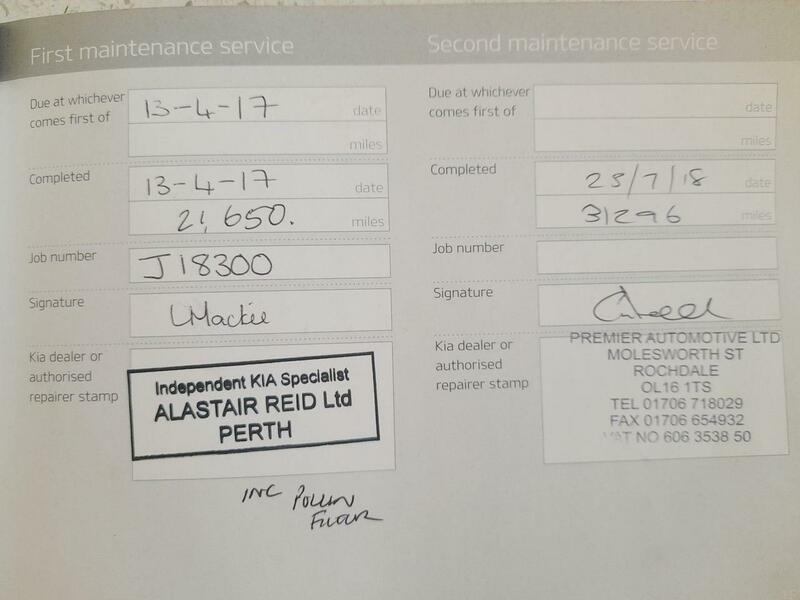 First maintenance service
Due at whichever
comes first of
13-4-17 date
miles
Completed
13-4-17 date
21,650. miles
Job number
J18300
Signature
LMackie
Kia dealer or
authorised
repairer stamp
Independent KIA Specialist
ALASTAIR REID Ltd
PERTH
INC POLLEN
FILTER
Second maintenance service
Due at whichever
comes first of
date
miles
Completed
25/7/18 date
31296 miles
Job number
Signature
Kia dealer or
authorised
repairer stamp
PREMIER AUTOMOTIVE LTD
MOLESWORTH ST
ROCHDALE
OL16 1TS
TEL 01706 718029
FAX 01706 654932
VAT NO 606 3538 50